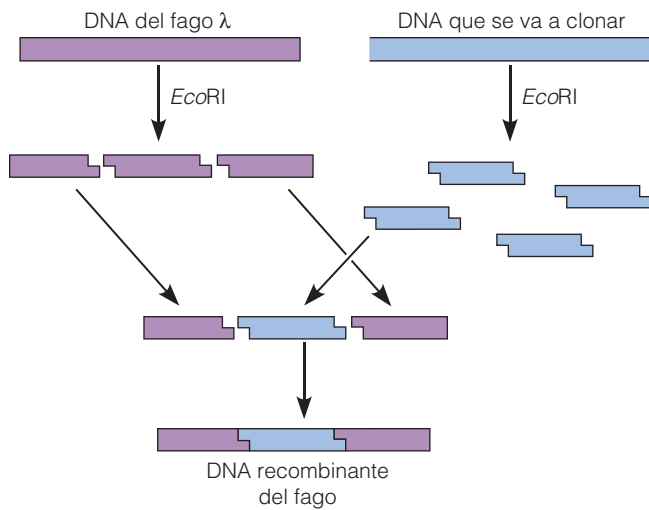 DNA del fago λ
DNA que se va a clonar
EcoRI
EcoRI
DNA recombinante
del fago